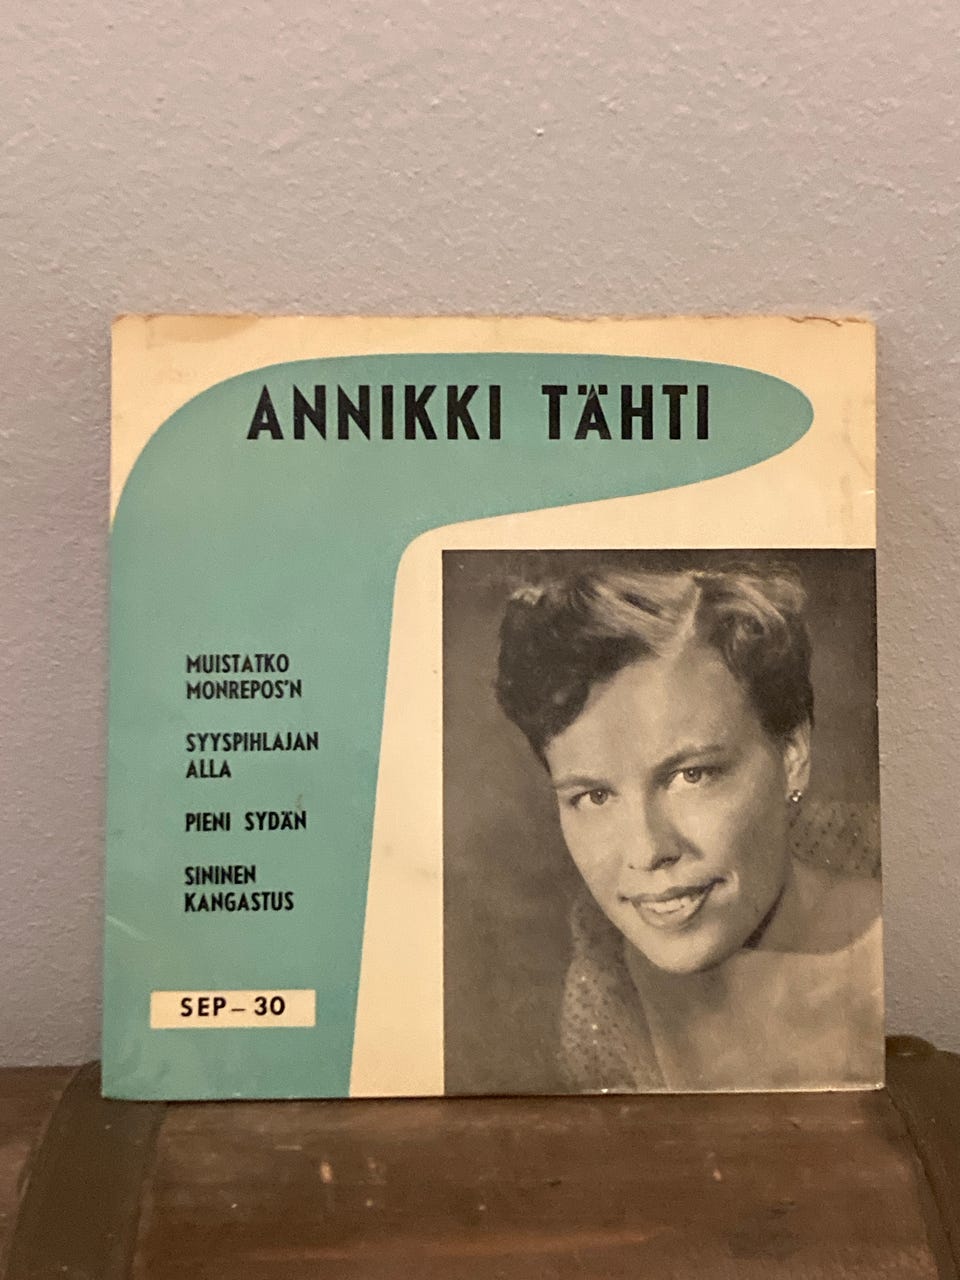 ANNIKKI TÄHTI
MUISTATKO
MONREPOS'N
SYYSPIHLAJAN
ALLA
PIENI SYDÄN
SININEN
KANGASTUS
SEP-30